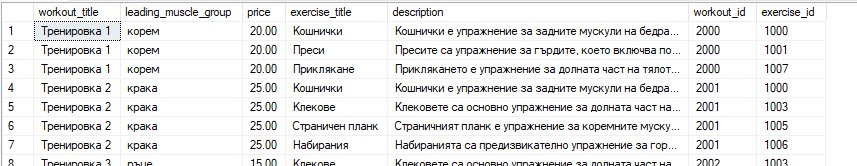 workout_title leading_muscle_group price exercise_title description workout_id exercise_id
1 Тренировка 1 корем 20.00 Кошнички Кошнички е упражнение за задните мускули на бедра... 2000 1000
2 Тренировка 1 корем 20.00 Преси Пресите са упражнение за гърдите, което включва по... 2000 1001
3 Тренировка 1 корем 20.00 Приклякане Приклякането е упражнение за долната част на тялот... 2000 1007
4 Тренировка 2 крака 25.00 Кошнички Кошнички е упражнение за задните мускули на бедра... 2001 1000
5 Тренировка 2 крака 25.00 Клекове Клековете са основно упражнение за долната част на... 2001 1003
6 Тренировка 2 крака 25.00 Страничен планк Страничният планк е упражнение за коремните муску... 2001 1005
7 Тренировка 2 крака 25.00 Набирания Набиранията са предизвикателно упражнение за гор... 2001 1006
8 Тренировка 3 ръце 15.00 Клекове Клековете са основно упражнение за долната част на... 2002 1003